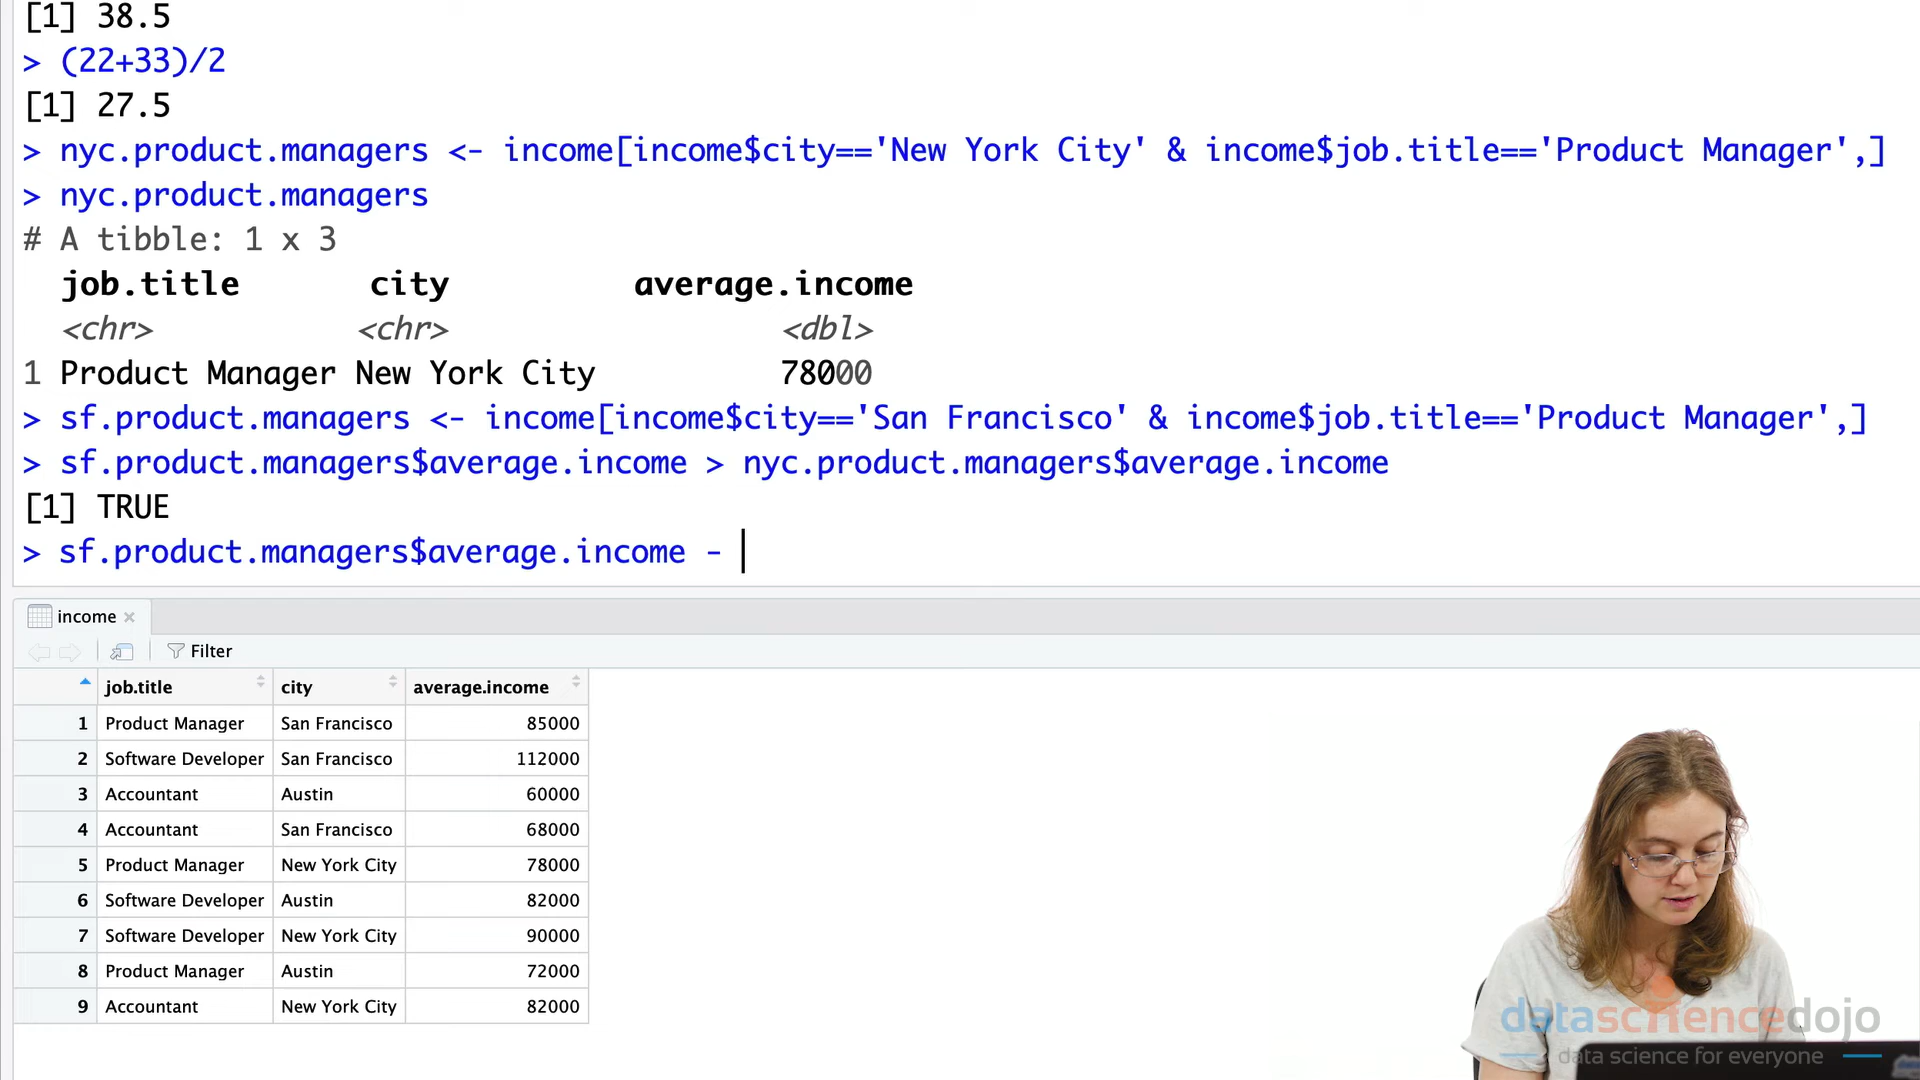 [1] 38.5
> (22+33)/2
[1] 27.5
> nyc.product.managers <- income[income$city=='New York City' & income$job.title=='Product Manager',]
> nyc.product.managers
# A tibble: 1 x 3
job.title city average.income
<chr> <chr> <dbl>
1 Product Manager New York City 78000
> sf.product.managers <- income[income$city=='San Francisco' & income$job.title=='Product Manager',]
> sf.product.managers$average.income > nyc.product.managers$average.income
[1] TRUE
> sf.product.managers$average.income -
income
Filter
job.title city average.income
1 Product Manager San Francisco 85000
2 Software Developer San Francisco 112000
3 Accountant Austin 60000
4 Accountant San Francisco 68000
5 Product Manager New York City 78000
6 Software Developer Austin 82000
7 Software Developer New York City 90000
8 Product Manager Austin 72000
9 Accountant New York City 82000
datasciencedojo
data science for everyone